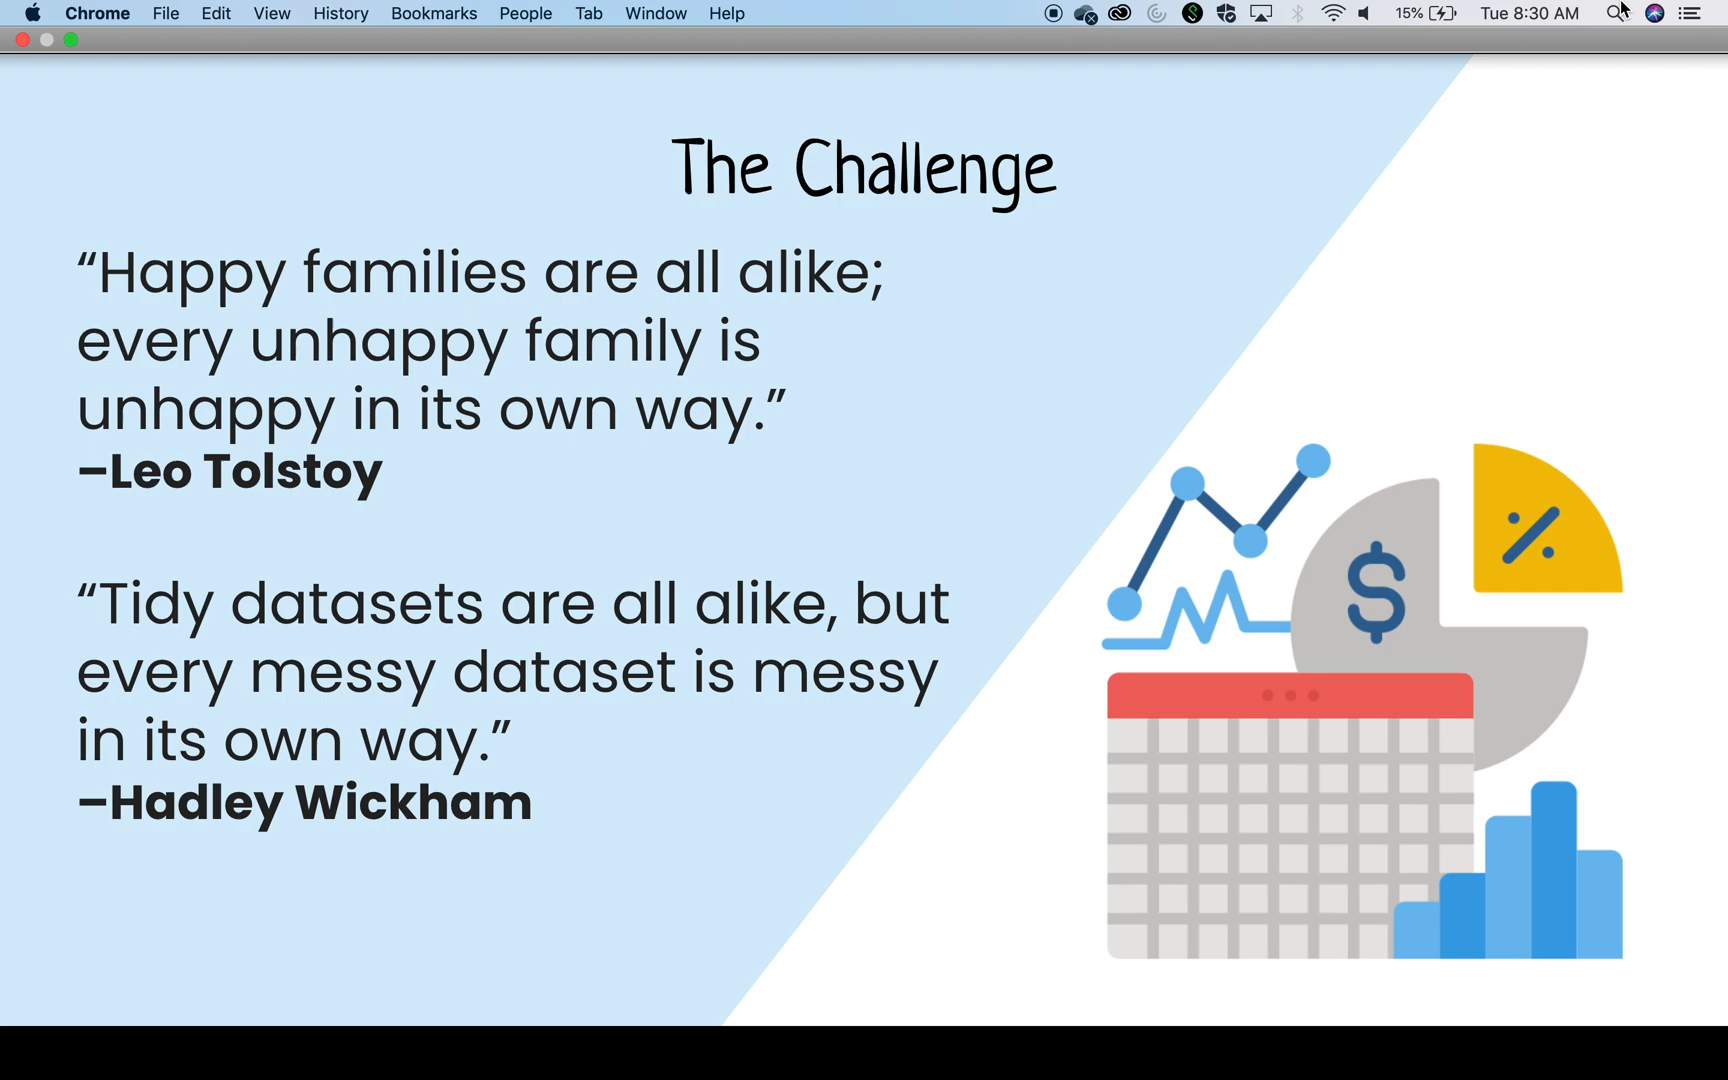 Chrome File Edit View History Bookmarks People Tab Window Help 15% Tue 8:30 AM
The Challenge
“Happy families are all alike;
every unhappy family is
unhappy in its own way.”
–Leo Tolstoy
“Tidy datasets are all alike, but
every messy dataset is messy
in its own way.”
–Hadley Wickham
$
%